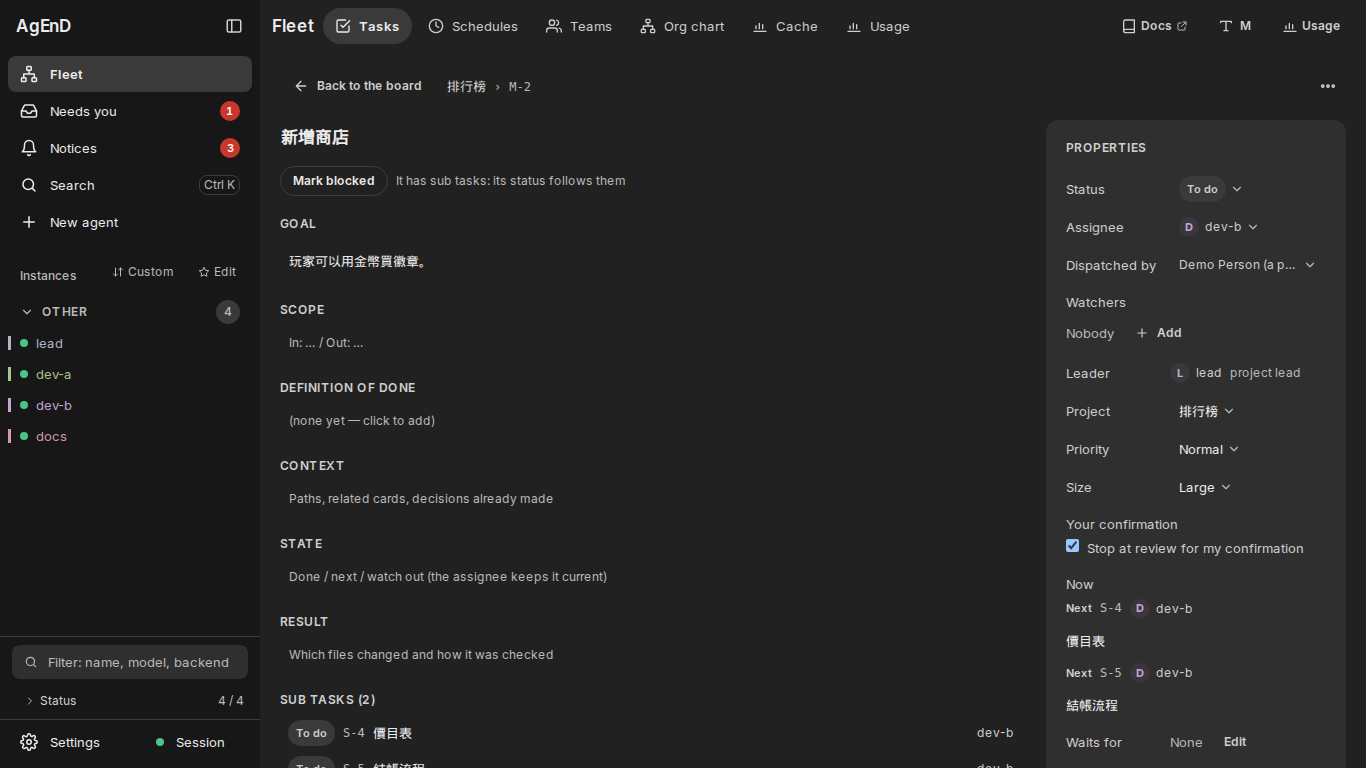 AgEnD
Fleet
Needs you 1
Notices 3
Search Ctrl K
New agent
Instances Custom Edit
OTHER 4
lead
dev-a
dev-b
docs
Filter: name, model, backend
Status 4 / 4
Settings Session
Fleet Tasks Schedules Teams Org chart Cache Usage Docs M Usage
Back to the board 排行榜 › M-2
新增商店
Mark blocked It has sub tasks: its status follows them
GOAL
玩家可以用金幣買徽章。
SCOPE
In: ... / Out: ...
DEFINITION OF DONE
(none yet — click to add)
CONTEXT
Paths, related cards, decisions already made
STATE
Done / next / watch out (the assignee keeps it current)
RESULT
Which files changed and how it was checked
SUB TASKS (2)
To do S-4 價目表 dev-b
To do S-5 結帳流程 dev-b
PROPERTIES
Status To do
Assignee D dev-b
Dispatched by Demo Person (a p...
Watchers
Nobody Add
Leader L lead project lead
Project 排行榜
Priority Normal
Size Large
Your confirmation
Stop at review for my confirmation
Now
Next S-4 D dev-b
價目表
Next S-5 D dev-b
結帳流程
Waits for None Edit